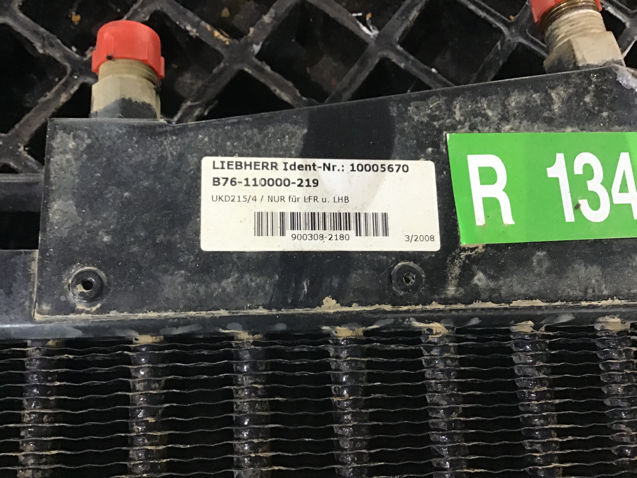 LIEBHERR Ident-Nr.: 10005670
B76-110000-219
UKD215/4 / NUR für LFR u. LHB
900308-2180
3/2008
R 134